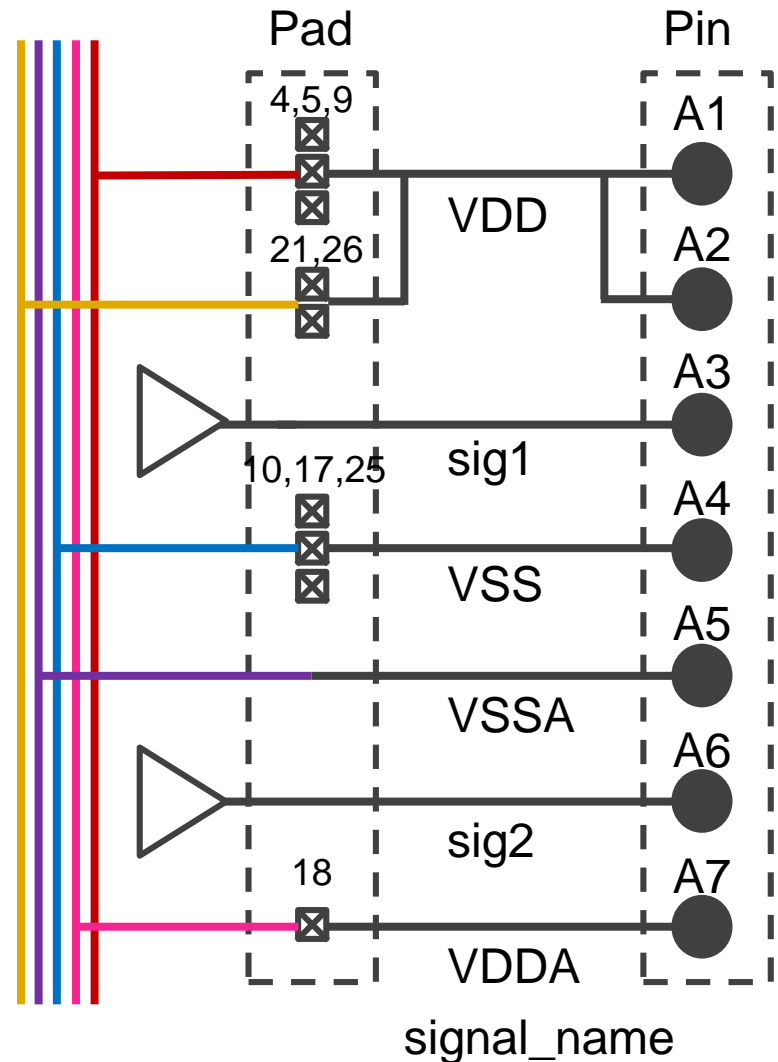 Pad
Pin
4,5,9
A1
VDD
21,26
A2
A3
sig1
10,17,25
A4
VSS
A5
VSSA
A6
sig2
18
A7
VDDA
signal_name